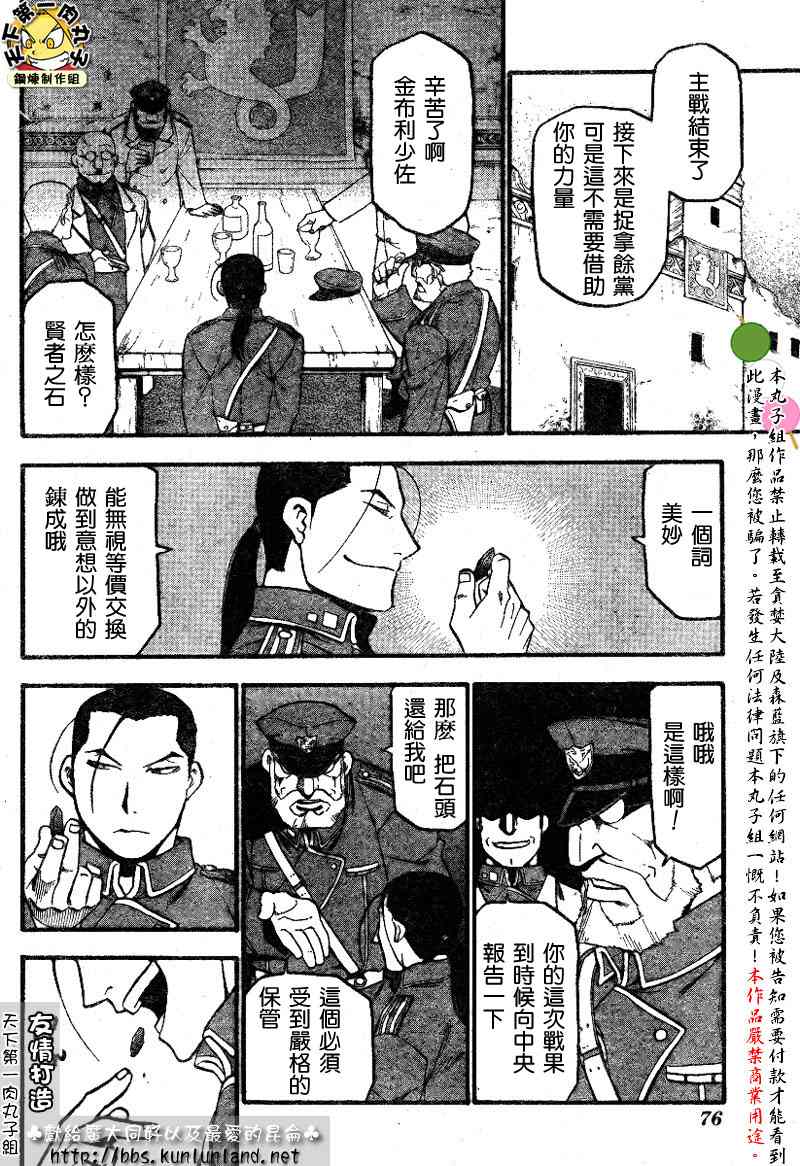 主戰結束了
接下來是捉拿餘黨
可是這不需要借助
你的力量
辛苦了啊
金布利少佐
怎麼樣？
賢者之石
一個詞
美妙
能無視等價交換
做到意想以外的
鍊成哦
哦哦
是這樣啊！
你的這次戰果
到時候向中央
報告一下
那麼 把石頭
還給我吧
這個必須
受到嚴格的
保管
76
天下第一肉丸子
鋼煉制作組
本丸子組作品禁止轉載至貪婪大陸及森藍旗下的任何網站！如果您被告知需要付款才能看到
此漫畫，那麼您被騙了。若發生任何法律問題本丸子組一慨不負責！本作品嚴禁商業用途。
友情打造
天下第一肉丸子組
♣獻給廣大同好以及最愛的昆侖♣
http://bbs.kunlunland.net/